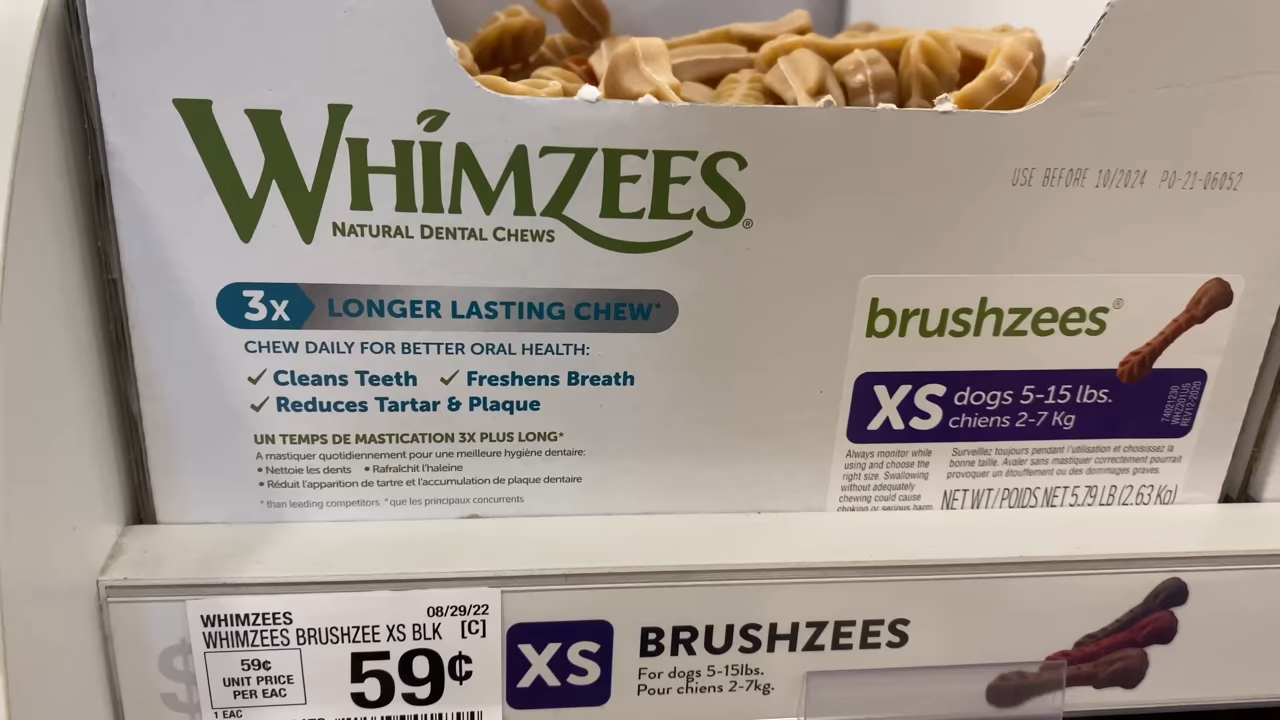 WHIMZEES®
NATURAL DENTAL CHEWS
USE BEFORE 10/2024 PO-21-06052
3x LONGER LASTING CHEW*
CHEW DAILY FOR BETTER ORAL HEALTH:
✓ Cleans Teeth ✓ Freshens Breath
✓ Reduces Tartar & Plaque
UN TEMPS DE MASTICATION 3X PLUS LONG*
A mastiquer quotidiennement pour une meilleure hygiène dentaire:
• Nettoie les dents • Rafraîchit l'haleine
• Réduit l'apparition de tartre et l'accumulation de plaque dentaire
* than leading competitors * que les principaux concurrents
brushzees®
XS dogs 5-15 lbs.
chiens 2-7 Kg
74021230
WHZ201US
REV12-2020
Always monitor while
using and choose the
right size. Swallowing
without adequately
chewing could cause
choking or serious harm
Surveillez toujours pendant l'utilisation et choisissez la
bonne taille. Avaler sans mastiquer correctement pourrait
provoquer un étouffement ou des dommages graves.
NET WT/POIDS NET 5.79 LB (2.63 Kg)
WHIMZEES 08/29/22
WHIMZEES BRUSHZEE XS BLK [C]
59¢
UNIT PRICE
PER EAC
59¢
1 EAC
$
XS
BRUSHZEES
For dogs 5-15lbs.
Pour chiens 2-7kg.